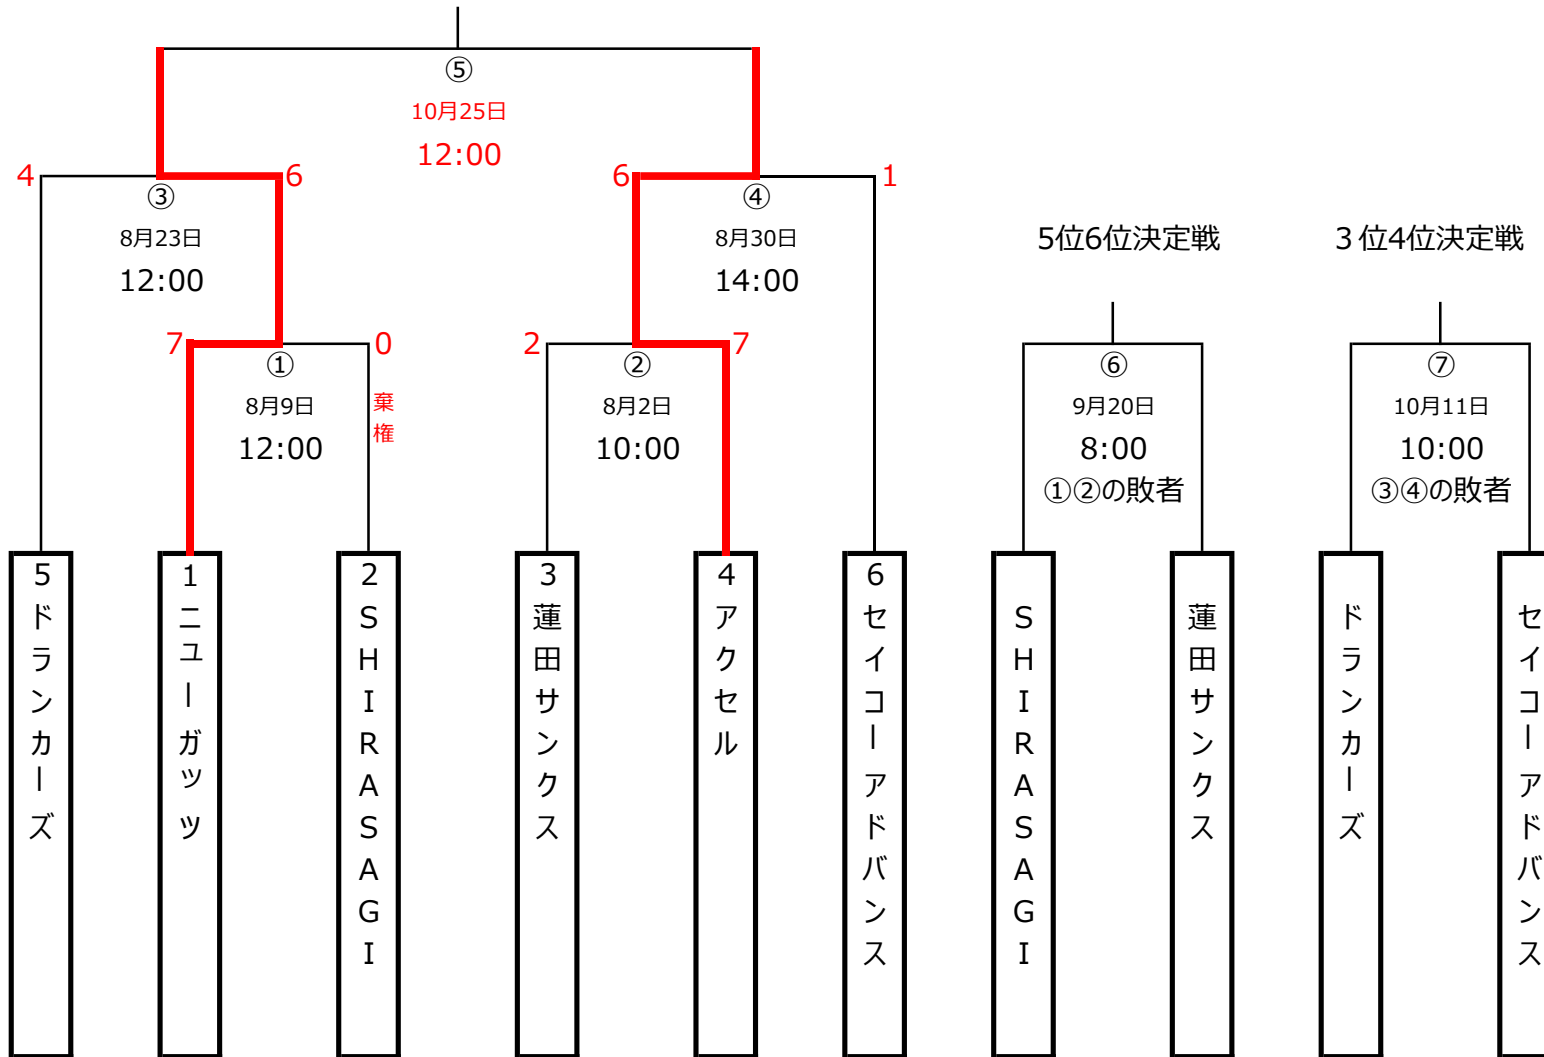 ⑤
10月25日
12:00
4
6
③
8月23日
12:00
6
1
④
8月30日
14:00
7
0
①
8月9日
12:00
棄権
2
7
②
8月2日
10:00
5位6位決定戦
⑥
9月20日
8:00
①②の敗者
３位4位決定戦
⑦
10月11日
10:00
③④の敗者
5ドランカーズ
1ニューガッツ
2SHIRASAGI
3蓮田サンクス
4アクセル
6セイコーアドバンス
SHIRASAGI
蓮田サンクス
ドランカーズ
セイコーアドバンス